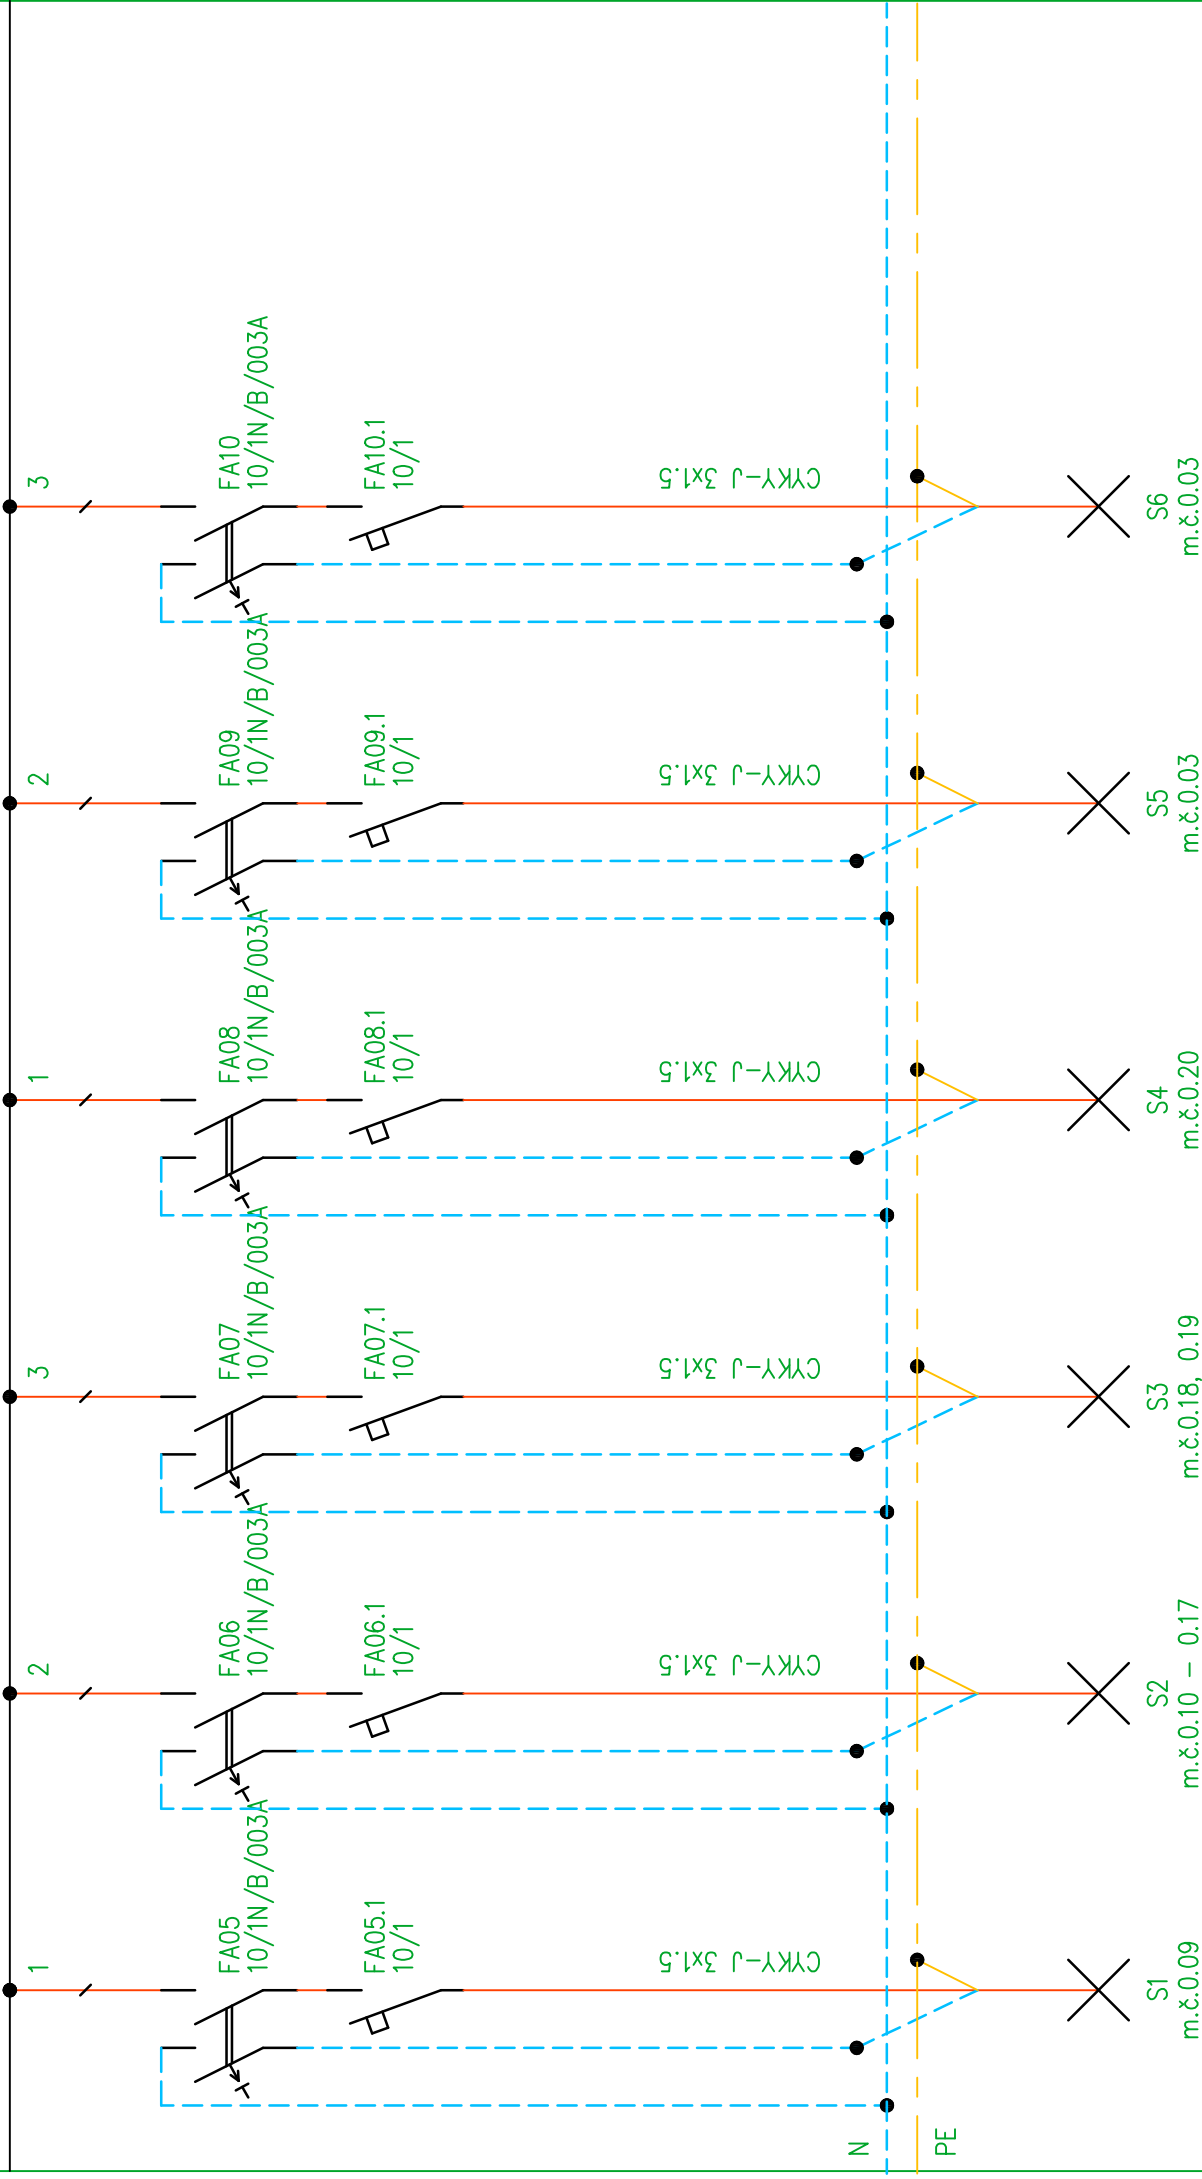 1
FA05
10/1N/B/003A
FA05.1
10/1
CYKY-J 3x1.5
S1
m.č.0.09
2
FA06
10/1N/B/003A
FA06.1
10/1
CYKY-J 3x1.5
S2
m.č.0.10 - 0.17
3
FA07
10/1N/B/003A
FA07.1
10/1
CYKY-J 3x1.5
S3
m.č.0.18, 0.19
1
FA08
10/1N/B/003A
FA08.1
10/1
CYKY-J 3x1.5
S4
m.č.0.20
2
FA09
10/1N/B/003A
FA09.1
10/1
CYKY-J 3x1.5
S5
m.č.0.03
3
FA10
10/1N/B/003A
FA10.1
10/1
CYKY-J 3x1.5
S6
m.č.0.03
N
PE